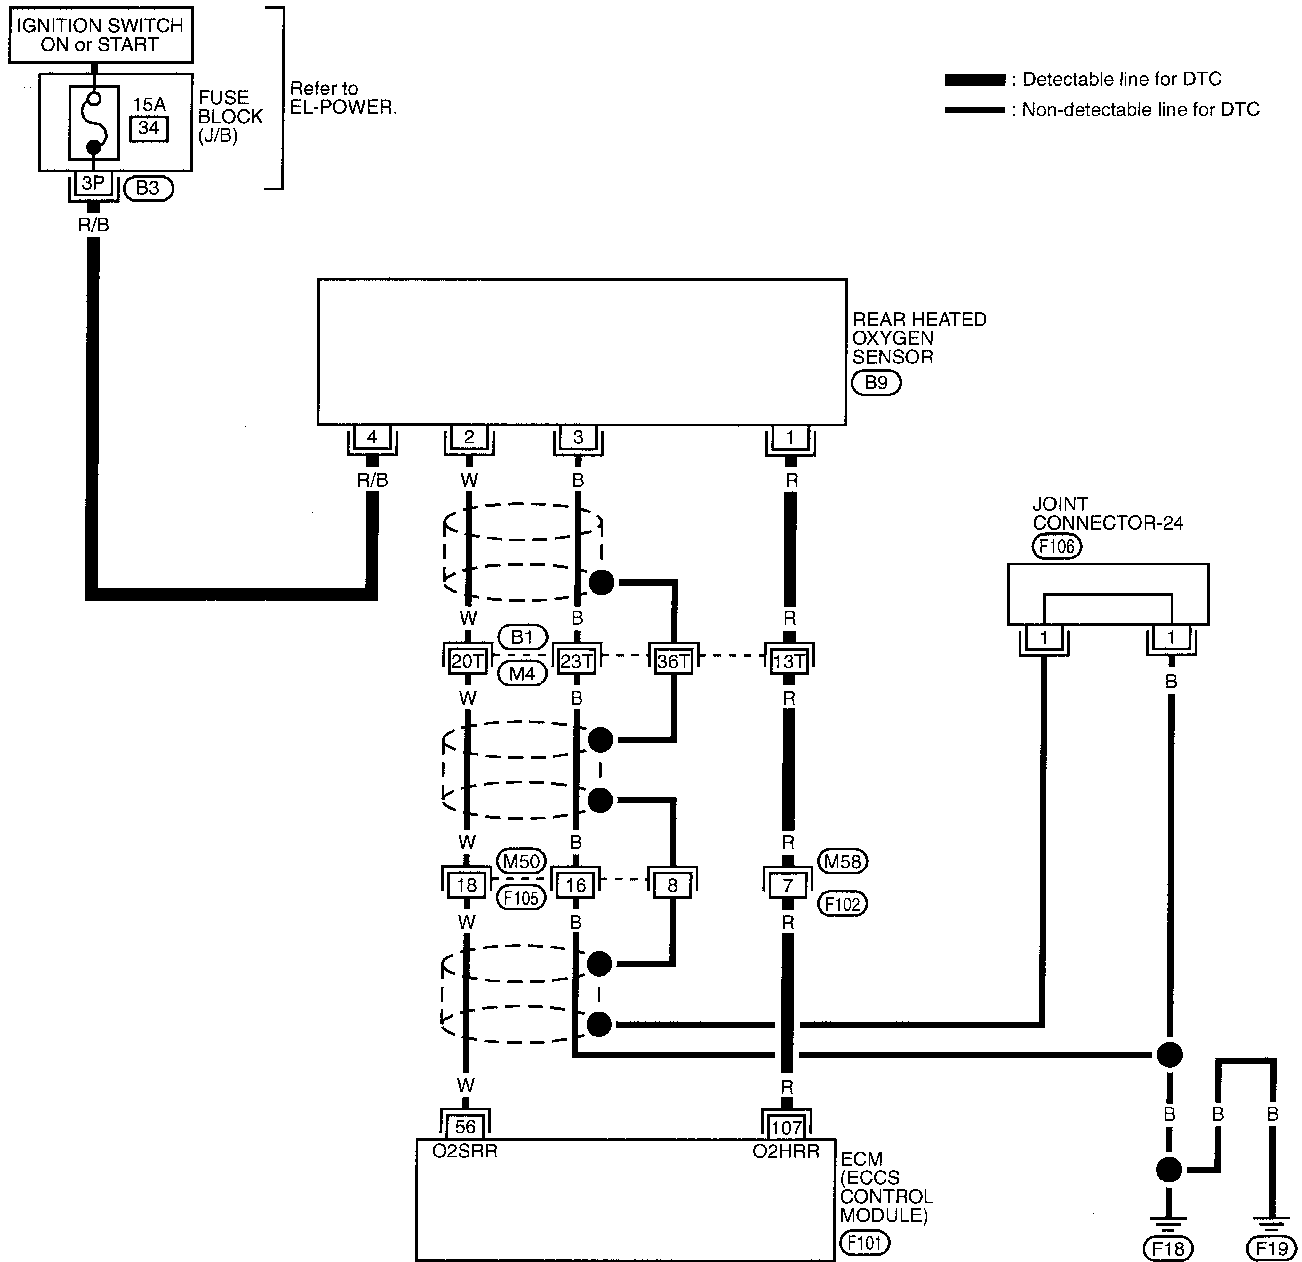 IGNITION SWITCH
ON or START
15A
34
FUSE
BLOCK
(J/B)
Refer to
EL-POWER.
3P
B3
R/B
: Detectable line for DTC
: Non-detectable line for DTC
REAR HEATED
OXYGEN
SENSOR
B9
4
2
3
1
R/B
W
B
R
JOINT
CONNECTOR-24
F106
1
1
B
W
B
R
B1
20T
23T
36T
13T
M4
W
B
R
W
B
R
M50
M58
18
16
8
7
F105
F102
W
B
R
W
R
B
B
B
56
107
O2SRR
O2HRR
ECM
(ECCS
CONTROL
MODULE)
F101
F18
F19